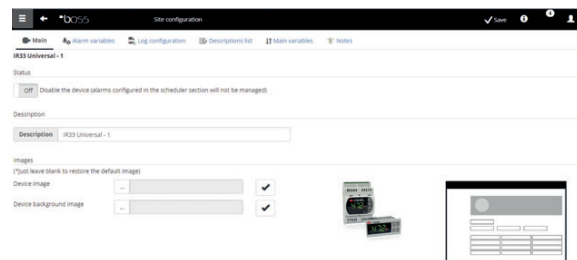 boss Site configuration Save 4
Main Alarm variables Log configuration Descriptions list Main variables Notes
iR33 Universal - 1
Status
Off Disable the device (alarms configured in the scheduler section will not be managed)
Description
Description iR33 Universal - 1
Images
(*Just leave blank to restore the default image)
Device image ...
Device background image ...